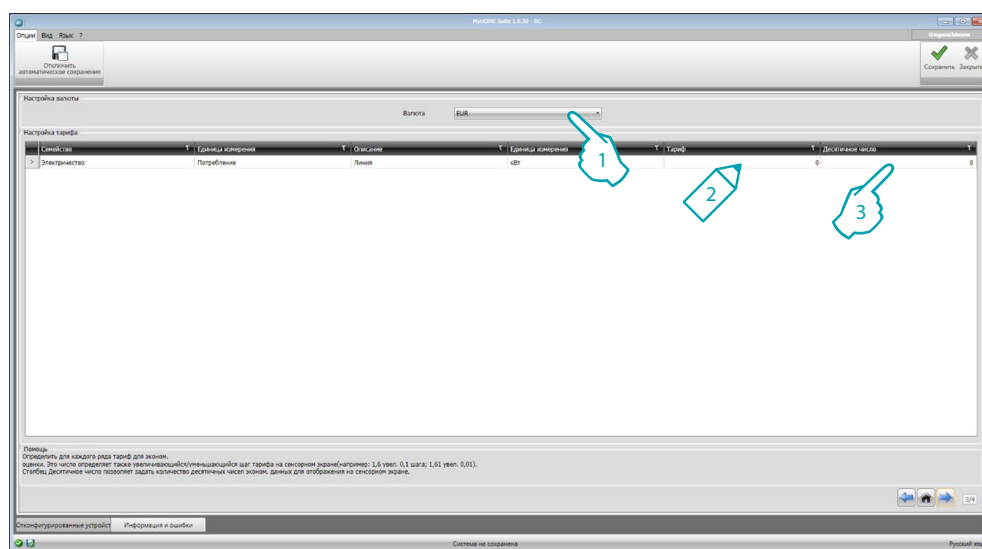 MyHOME Suite 1.0.30 - RC
Опции Вид Язык ?
Отключить
автоматическое сохранение
Сохранить Закрыть
Настройка валюты
Валюта EUR
1
Настройка тарифа
Семейство Единица измерения Описание Единица измерения Тариф Десятичное число
> Электричество Потребление Линия кВт 0 0
2
3
Помощь
Определить для каждого ряда тариф для эконом.
оценки. Это число определяет также увеличивающийся/уменьшающийся шаг тарифа на сенсорном экране(например: 1,6 увел. 0,1 шага; 1,61 увел. 0,01).
Столбец Десятичное число позволяет задать количество десятичных чисел эконом. данных для отображения на сенсорном экране.
3/4
Отконфигурированные устройст Информация и ошибки
Система не сохранена Русский язы